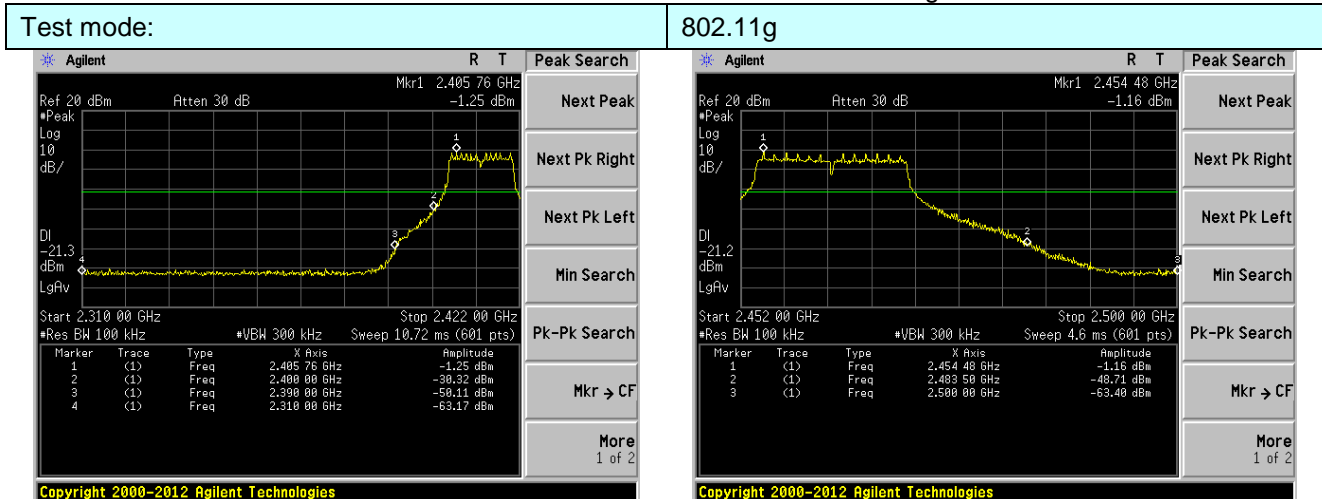 Test mode: 802.11g
Agilent R T Peak Search
Mkr1 2.405 76 GHz
Ref 20 dBm Atten 30 dB -1.25 dBm
#Peak
Log
10
dB/
1
2
3
4
DI
-21.3
dBm
LgAv
Start 2.310 00 GHz Stop 2.422 00 GHz
#Res BW 100 kHz #VBW 300 kHz Sweep 10.72 ms (601 pts)
Marker Trace Type X Axis Amplitude
1 (1) Freq 2.405 76 GHz -1.25 dBm
2 (1) Freq 2.400 00 GHz -30.32 dBm
3 (1) Freq 2.390 00 GHz -50.11 dBm
4 (1) Freq 2.310 00 GHz -63.17 dBm
Next Peak
Next Pk Right
Next Pk Left
Min Search
Pk-Pk Search
Mkr → CF
More
1 of 2
Copyright 2000-2012 Agilent Technologies
Agilent R T Peak Search
Mkr1 2.454 48 GHz
Ref 20 dBm Atten 30 dB -1.16 dBm
#Peak
Log
10
dB/
1
2
3
DI
-21.2
dBm
LgAv
Start 2.452 00 GHz Stop 2.500 00 GHz
#Res BW 100 kHz #VBW 300 kHz Sweep 4.6 ms (601 pts)
Marker Trace Type X Axis Amplitude
1 (1) Freq 2.454 48 GHz -1.16 dBm
2 (1) Freq 2.483 50 GHz -48.71 dBm
3 (1) Freq 2.500 00 GHz -63.40 dBm
Next Peak
Next Pk Right
Next Pk Left
Min Search
Pk-Pk Search
Mkr → CF
More
1 of 2
Copyright 2000-2012 Agilent Technologies